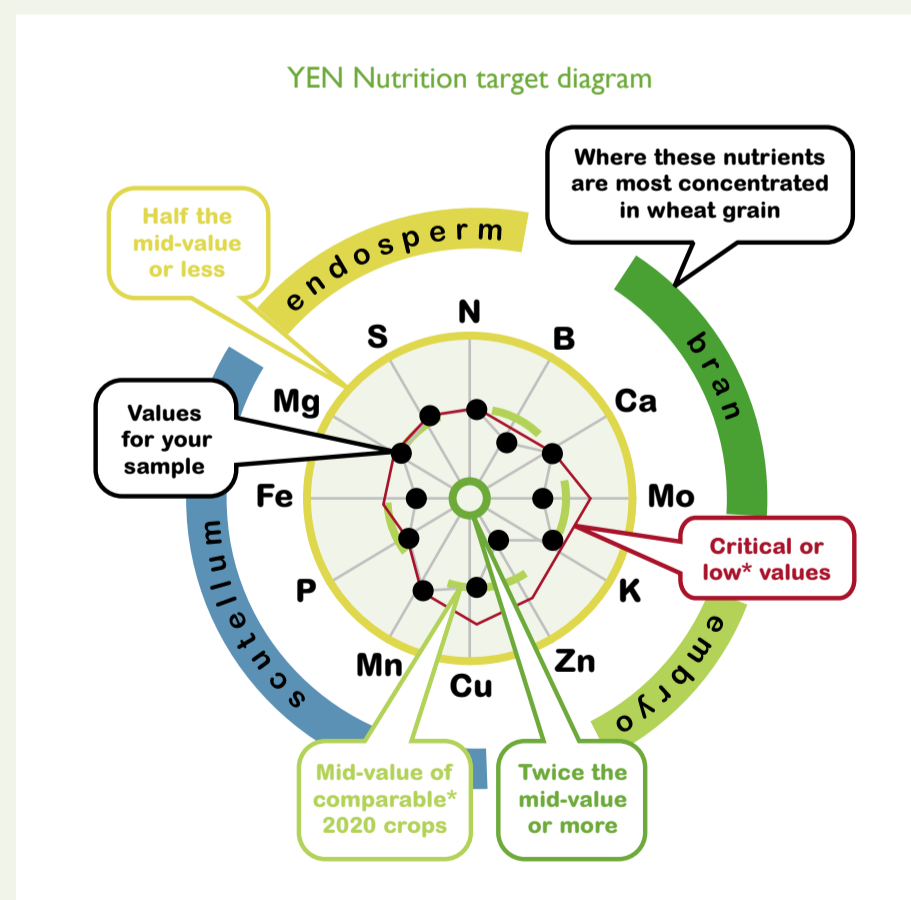 YEN Nutrition target diagram
Where these nutrients
are most concentrated
in wheat grain
Half the
mid-value
or less
endosperm
bran
N
B
S
Ca
Mg
Values
for your
sample
Fe
Mo
Critical or
low* values
P
K
Mn
Zn
Cu
scutellum
embryo
Mid-value of
comparable*
2020 crops
Twice the
mid-value
or more